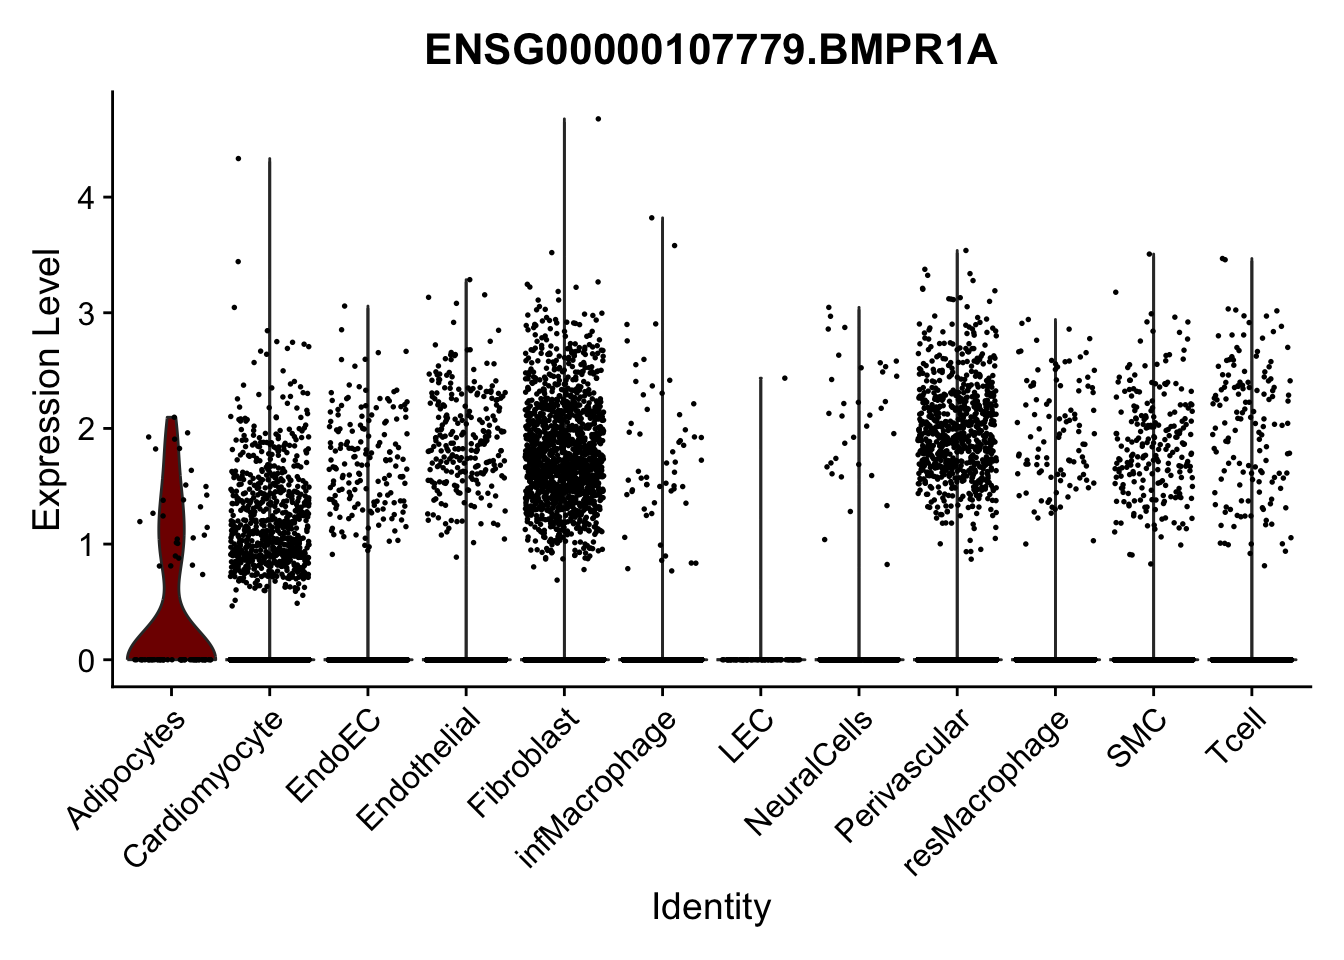 ENSG00000107779.BMPR1A
Expression Level
4
3
2
1
0
Adipocytes
Cardiomyocyte
EndoEC
Endothelial
Fibroblast
infMacrophage
LEC
NeuralCells
Perivascular
resMacrophage
SMC
Tcell
Identity